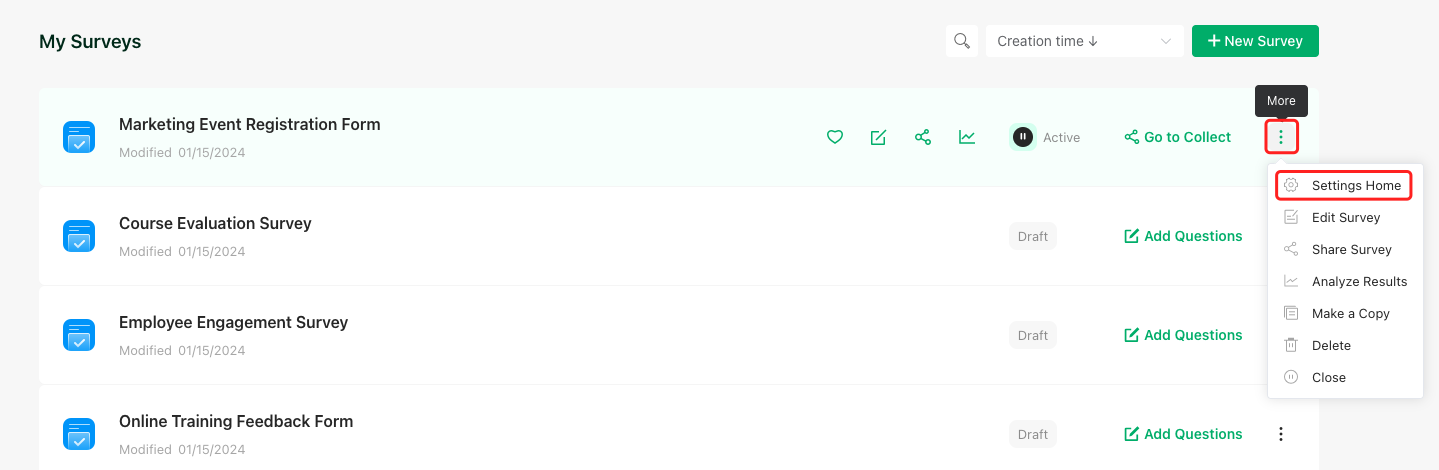 My Surveys
Creation time ↓
+ New Survey
More
Marketing Event Registration Form
Modified 01/15/2024
Active
Go to Collect
Settings Home
Edit Survey
Share Survey
Analyze Results
Make a Copy
Delete
Close
Course Evaluation Survey
Modified 01/15/2024
Draft
Add Questions
Employee Engagement Survey
Modified 01/15/2024
Draft
Add Questions
Online Training Feedback Form
Modified 01/15/2024
Draft
Add Questions